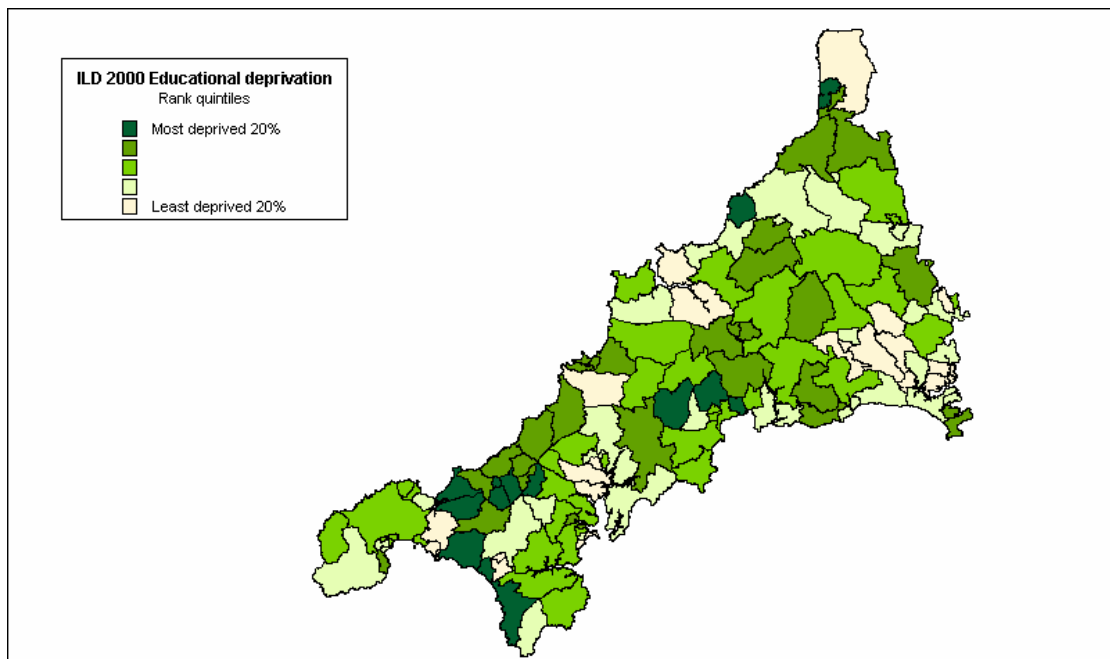 ILD 2000 Educational deprivation
Rank quintiles
Most deprived 20%
Least deprived 20%